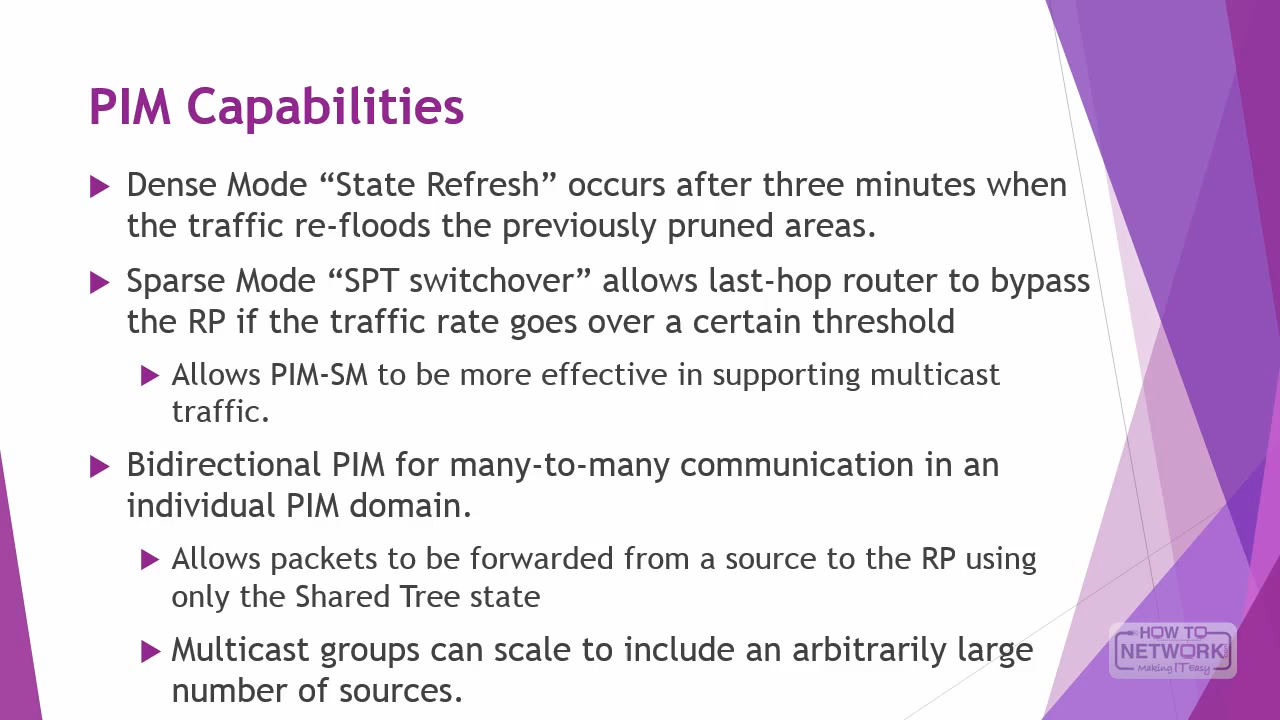 PIM Capabilities
Dense Mode “State Refresh” occurs after three minutes when
the traffic re-floods the previously pruned areas.
Sparse Mode “SPT switchover” allows last-hop router to bypass
the RP if the traffic rate goes over a certain threshold
Allows PIM-SM to be more effective in supporting multicast
traffic.
Bidirectional PIM for many-to-many communication in an
individual PIM domain.
Allows packets to be forwarded from a source to the RP using
only the Shared Tree state
Multicast groups can scale to include an arbitrarily large
number of sources.
HOW TO
NETWORK
Making IT Easy